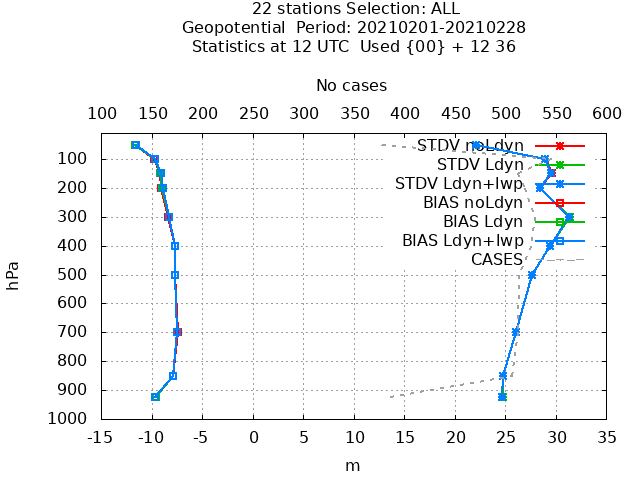 22 stations Selection: ALL
Geopotential  Period: 20210201-20210228
Statistics at 12 UTC  Used {00} + 12 36
No cases
100 150 200 250 300 350 400 450 500 550 600
STDV noLdyn
STDV Ldyn
STDV Ldyn+lwp
BIAS noLdyn
BIAS Ldyn
BIAS Ldyn+lwp
CASES
hPa
100
200
300
400
500
600
700
800
900
1000
-15 -10 -5 0 5 10 15 20 25 30 35
m